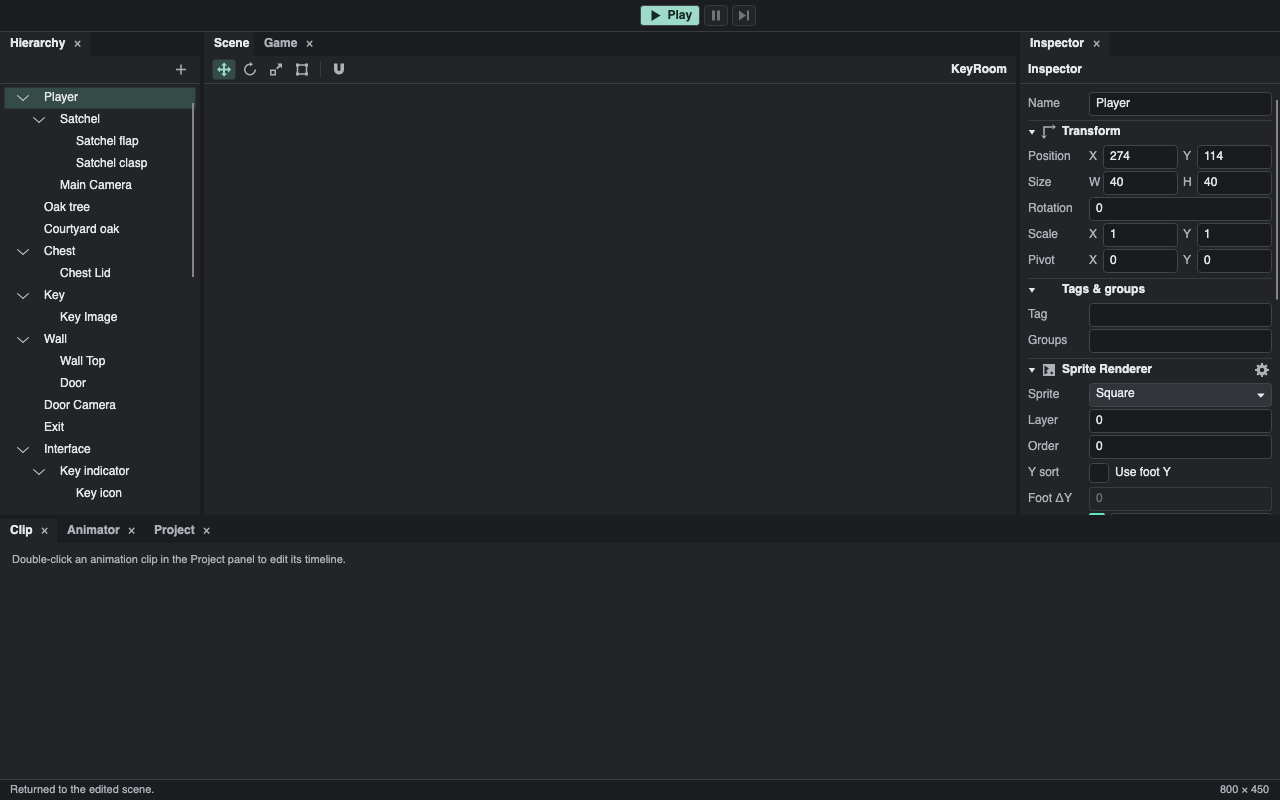 Play
Hierarchy
Scene Game
Inspector
KeyRoom
Inspector
Player
Satchel
Satchel flap
Satchel clasp
Main Camera
Oak tree
Courtyard oak
Chest
Chest Lid
Key
Key Image
Wall
Wall Top
Door
Door Camera
Exit
Interface
Key indicator
Key icon
Name Player
Transform
Position X 274 Y 114
Size W 40 H 40
Rotation 0
Scale X 1 Y 1
Pivot X 0 Y 0
Tags & groups
Tag
Groups
Sprite Renderer
Sprite Square
Layer 0
Order 0
Y sort Use foot Y
Foot ΔY 0
Clip Animator Project
Double-click an animation clip in the Project panel to edit its timeline.
Returned to the edited scene. 800 × 450